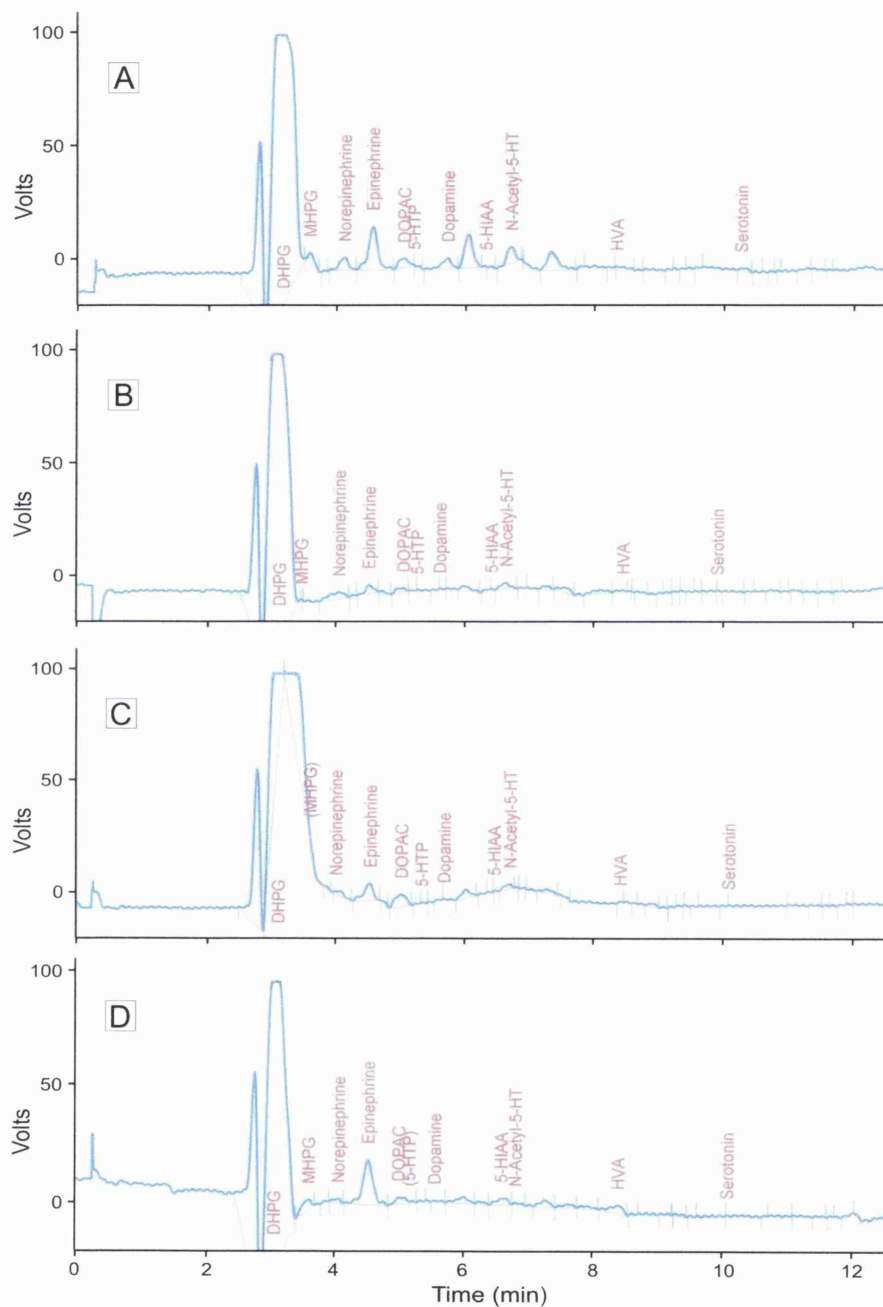 100
A
50
Volts
0
DHPG
MHPG
Norepinephrine
Epinephrine
DOPAC
5-HTP
Dopamine
5-HIAA
N-Acetyl-5-HT
HVA
Serotonin
100
B
50
Volts
0
DHPG
MHPG
Norepinephrine
Epinephrine
DOPAC
5-HTP
Dopamine
5-HIAA
N-Acetyl-5-HT
HVA
Serotonin
100
C
50
Volts
0
DHPG
(MHPG)
Norepinephrine
Epinephrine
DOPAC
5-HTP
Dopamine
5-HIAA
N-Acetyl-5-HT
HVA
Serotonin
100
D
50
Volts
0
DHPG
MHPG
Norepinephrine
Epinephrine
DOPAC
(5-HTP)
Dopamine
5-HIAA
N-Acetyl-5-HT
HVA
Serotonin
0 2 4 6 8 10 12
Time (min)